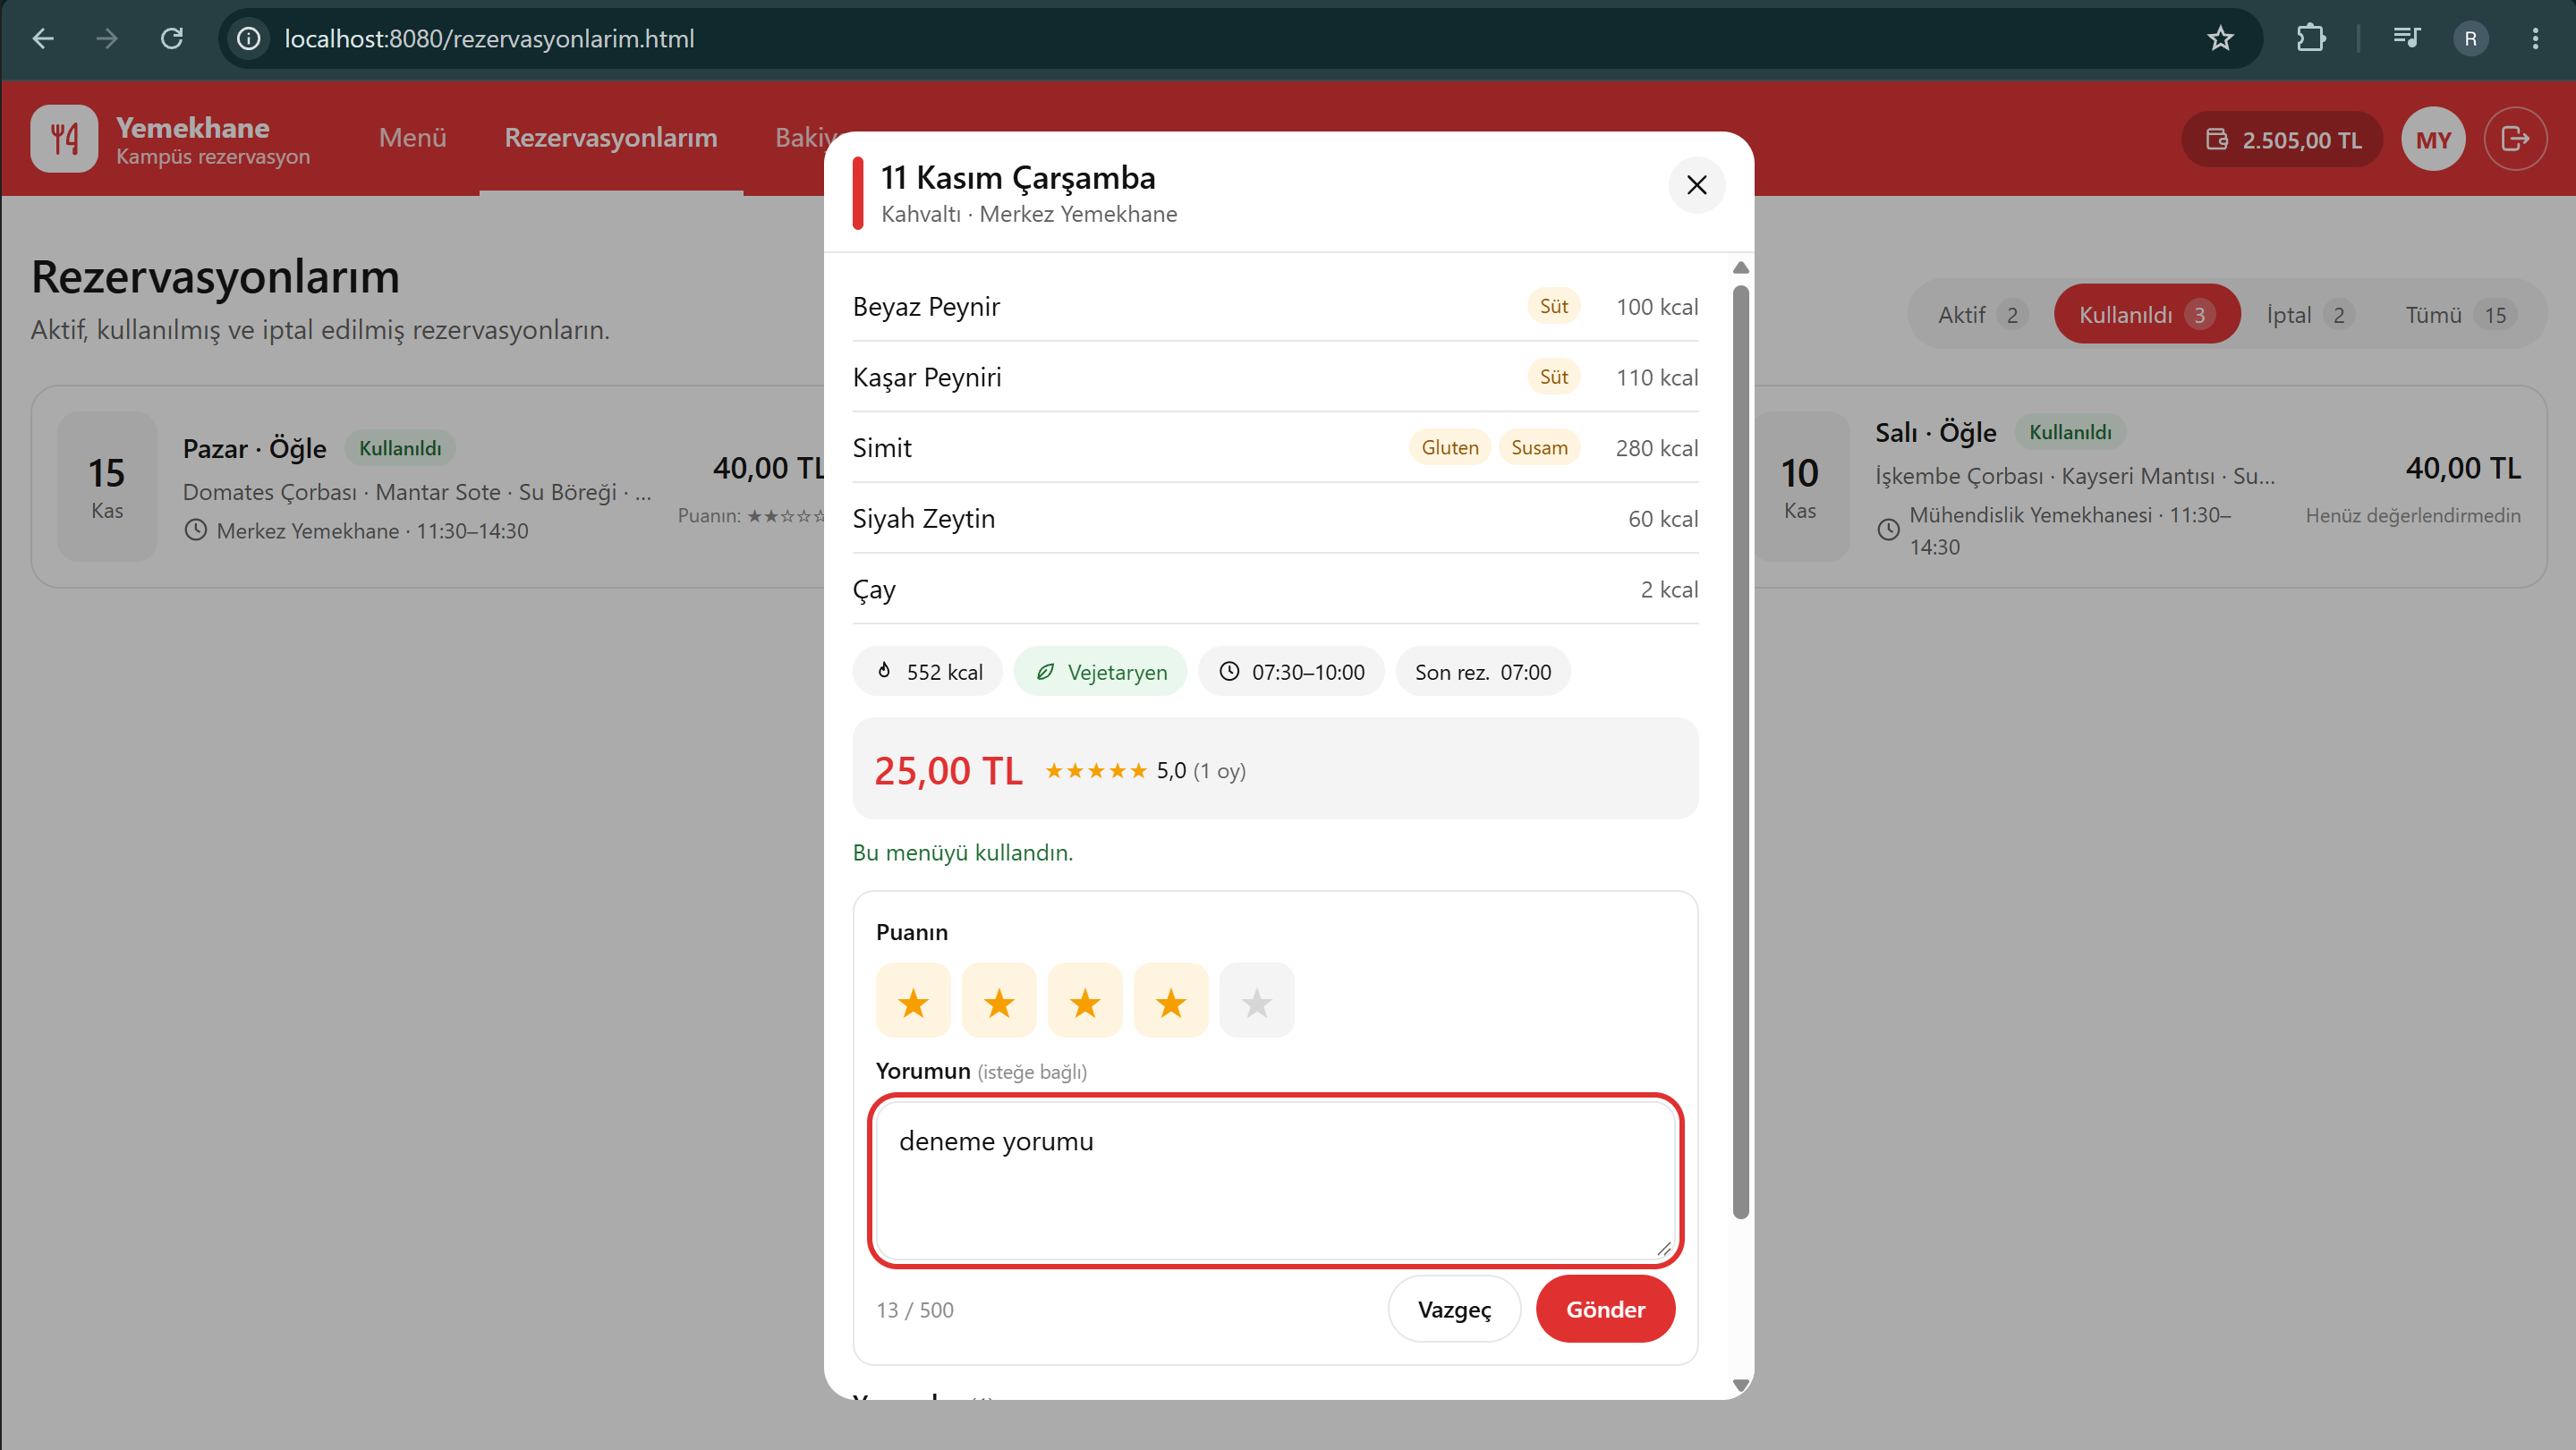 localhost:8080/rezervasyonlarim.html
R
Yemekhane
Kampüs rezervasyon
Menü
Rezervasyonlarım
2.505,00 TL
MY
Rezervasyonlarım
Aktif, kullanılmış ve iptal edilmiş rezervasyonların.
Aktif 2
Kullanıldı 3
İptal 2
Tümü 15
15
Kas
Pazar · Öğle
Kullanıldı
Domates Çorbası · Mantar Sote · Su Böreği · ...
Merkez Yemekhane · 11:30–14:30
40,00 TL
Puanın: ★★☆☆☆
11 Kasım Çarşamba
Kahvaltı · Merkez Yemekhane
Beyaz Peynir Süt 100 kcal
Kaşar Peyniri Süt 110 kcal
Simit Gluten Susam 280 kcal
Siyah Zeytin 60 kcal
Çay 2 kcal
552 kcal
Vejetaryen
07:30–10:00
Son rez. 07:00
25,00 TL ★★★★★ 5,0 (1 oy)
Bu menüyü kullandın.
Puanın
Yorumun (isteğe bağlı)
deneme yorumu
13 / 500
Vazgeç
Gönder
10
Kas
Salı · Öğle
Kullanıldı
İşkembe Çorbası · Kayseri Mantısı · Su...
Mühendislik Yemekhanesi · 11:30–
14:30
40,00 TL
Henüz değerlendirmedin